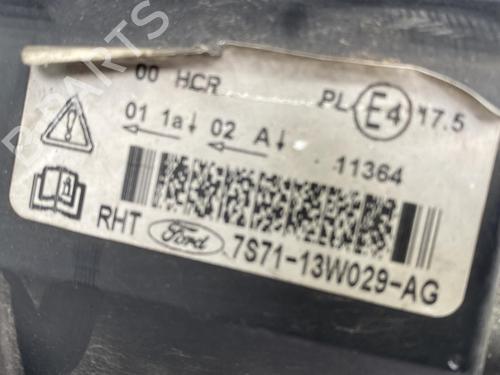 00 HCR PL E4 17.5
01 1a↓ 02 A↓
11364
RHT Ford 7S71-13W029-AG